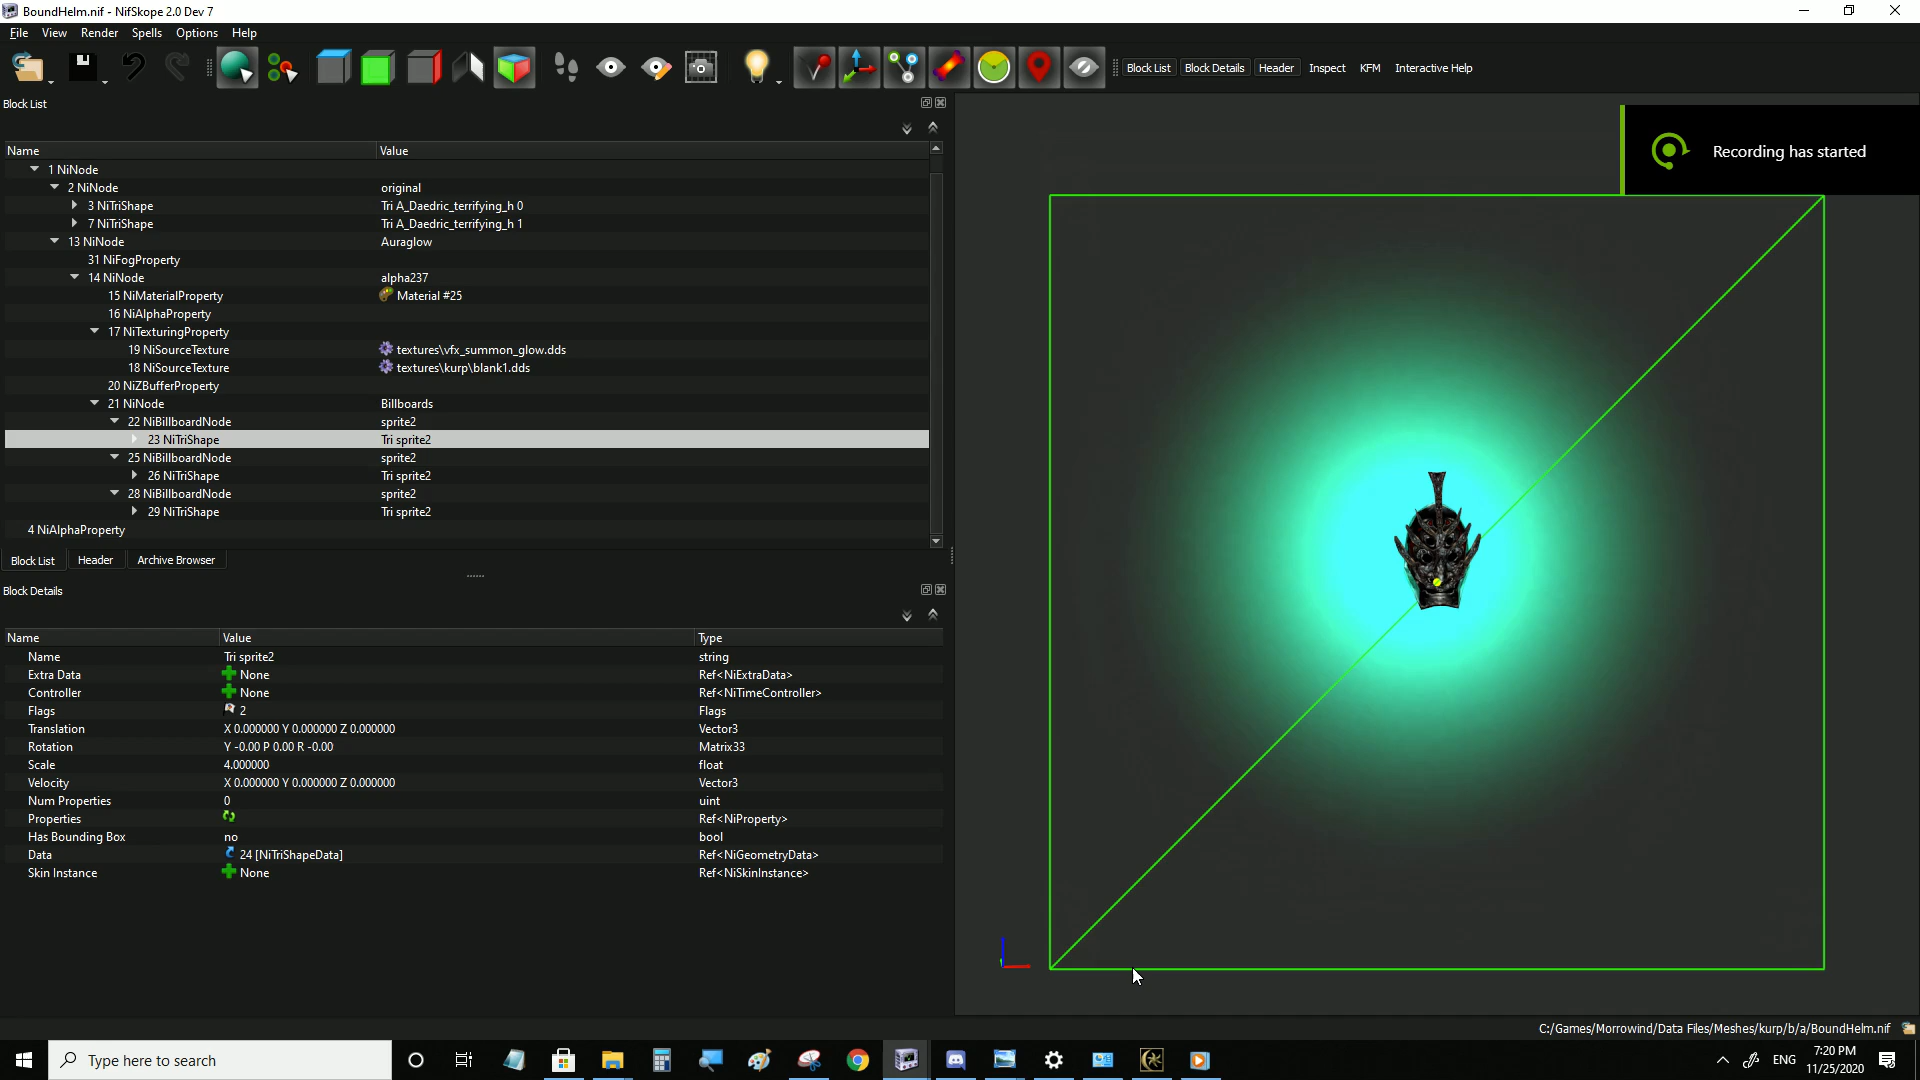 BoundHelm.nif - NifSkope 2.0 Dev 7
File View Render Spells Options Help
Block List Block Details Header Inspect KFM Interactive Help
Block List
Name Value
1 NiNode
2 NiNode original
3 NiTriShape Tri A_Daedric_terrifying_h 0
7 NiTriShape Tri A_Daedric_terrifying_h 1
13 NiNode Auraglow
31 NiFogProperty
14 NiNode alpha237
15 NiMaterialProperty Material #25
16 NiAlphaProperty
17 NiTexturingProperty
19 NiSourceTexture textures\vfx_summon_glow.dds
18 NiSourceTexture textures\kurp\blank1.dds
20 NiZBufferProperty
21 NiNode Billboards
22 NiBillboardNode sprite2
23 NiTriShape Tri sprite2
25 NiBillboardNode sprite2
26 NiTriShape Tri sprite2
28 NiBillboardNode sprite2
29 NiTriShape Tri sprite2
4 NiAlphaProperty
Block List Header Archive Browser
Block Details
Name Value Type
Name Tri sprite2 string
Extra Data None Ref<NiExtraData>
Controller None Ref<NiTimeController>
Flags 2 Flags
Translation X 0.000000 Y 0.000000 Z 0.000000 Vector3
Rotation Y -0.00 P 0.00 R -0.00 Matrix33
Scale 4.000000 float
Velocity X 0.000000 Y 0.000000 Z 0.000000 Vector3
Num Properties 0 uint
Properties Ref<NiProperty>
Has Bounding Box no bool
Data 24 [NiTriShapeData] Ref<NiGeometryData>
Skin Instance None Ref<NiSkinInstance>
Recording has started
C:/Games/Morrowind/Data Files/Meshes/kurp/b/a/BoundHelm.nif
Type here to search
ENG
7:20 PM
11/25/2020